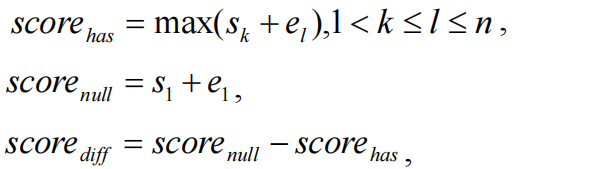 score_has = max(s_k + e_l), 1 < k ≤ l ≤ n ,
score_null = s_1 + e_1 ,
score_diff = score_null − score_has ,